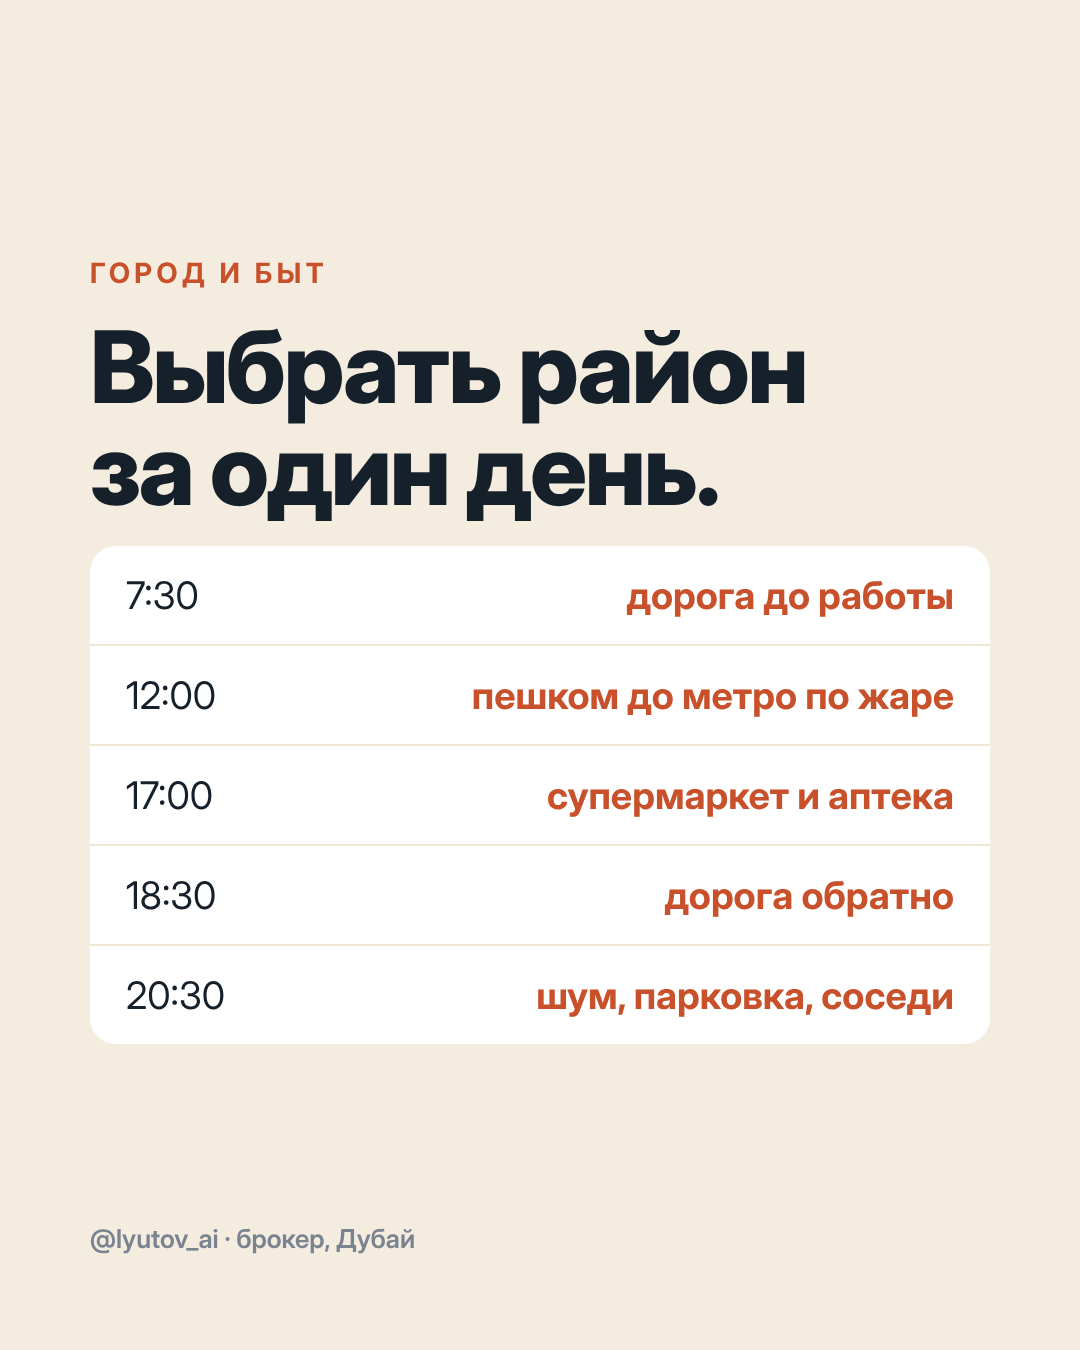 ГОРОД И БЫТ
Выбрать район
за один день.
7:30 дорога до работы
12:00 пешком до метро по жаре
17:00 супермаркет и аптека
18:30 дорога обратно
20:30 шум, парковка, соседи
@lyutov_ai · брокер, Дубай